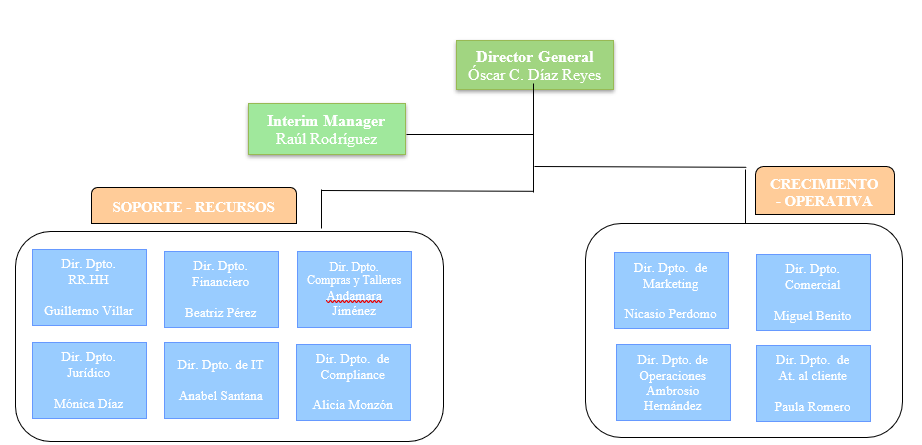 Director General
Óscar C. Díaz Reyes
Interim Manager
Raúl Rodríguez
SOPORTE - RECURSOS
Dir. Dpto.
RR.HH
Guillermo Villar
Dir. Dpto.
Financiero
Beatriz Pérez
Dir. Dpto.
Compras y Talleres
Andamara
Jiménez
Dir. Dpto.
Jurídico
Mónica Díaz
Dir. Dpto. de IT
Anabel Santana
Dir. Dpto. de
Compliance
Alicia Monzón
CRECIMIENTO
- OPERATIVA
Dir. Dpto. de
Marketing
Nicasio Perdomo
Dir. Dpto.
Comercial
Miguel Benito
Dir. Dpto. de
Operaciones
Ambrosio
Hernández
Dir. Dpto. de
At. al cliente
Paula Romero